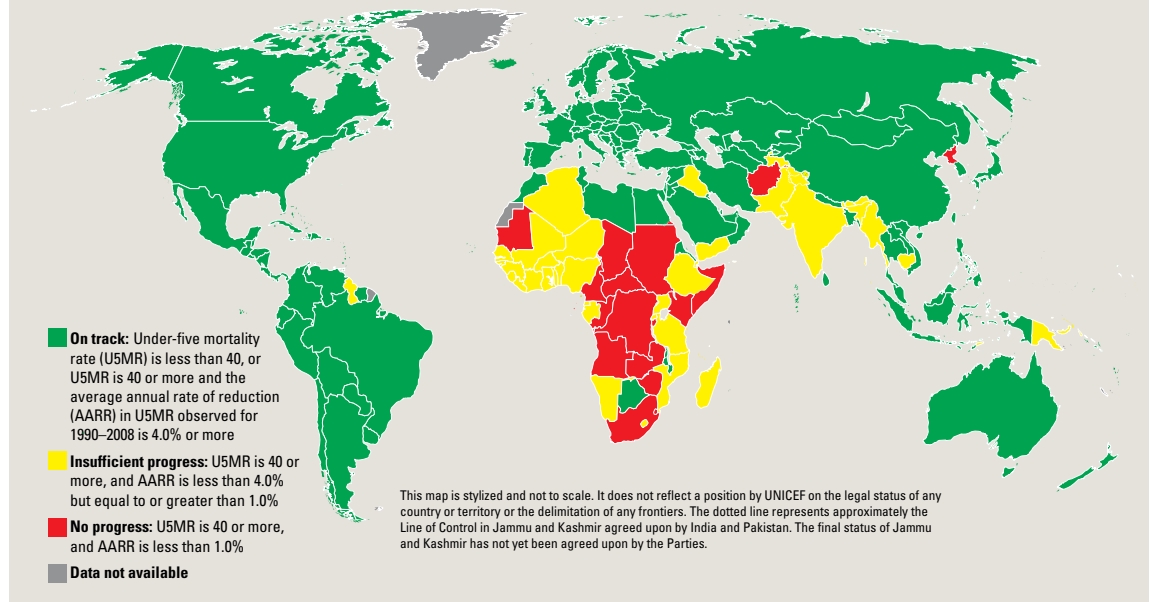 On track: Under-five mortality
rate (U5MR) is less than 40, or
U5MR is 40 or more and the
average annual rate of reduction
(AARR) in U5MR observed for
1990–2008 is 4.0% or more
Insufficient progress: U5MR is 40 or
more, and AARR is less than 4.0%
but equal to or greater than 1.0%
No progress: U5MR is 40 or more,
and AARR is less than 1.0%
Data not available
This map is stylized and not to scale. It does not reflect a position by UNICEF on the legal status of any
country or territory or the delimitation of any frontiers. The dotted line represents approximately the
Line of Control in Jammu and Kashmir agreed upon by India and Pakistan. The final status of Jammu
and Kashmir has not yet been agreed upon by the Parties.